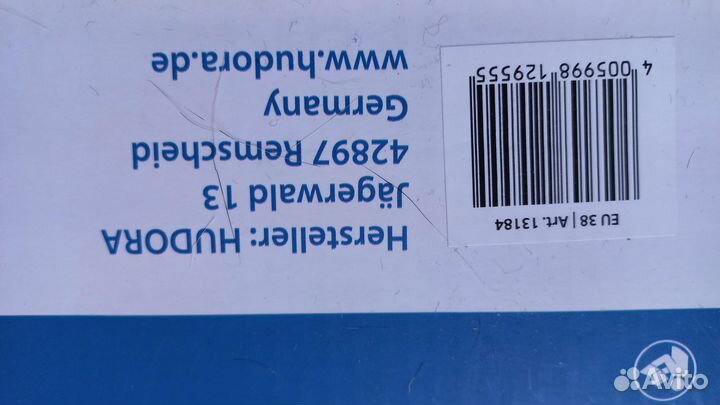 Hersteller: HUDORA
Jägerwald 13
42897 Remscheid
Germany
www.hudora.de
EU 38 | Art. 13184
4 005998 129555
Avito